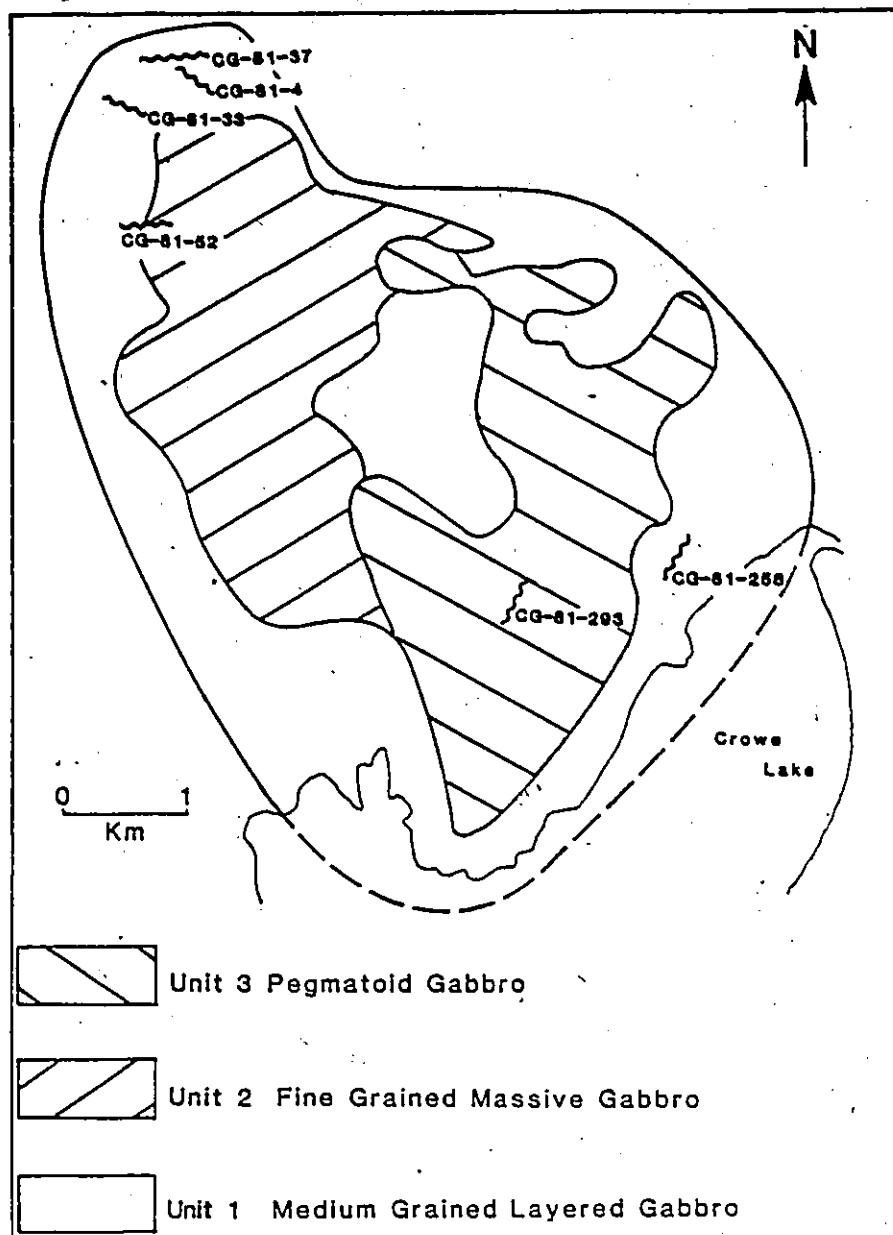 CG-81-37
N
CG-81-4
CG-81-33
CG-81-52
CG-81-258
CG-81-293
Crowe
Lake
0 1
Km
Unit 3 Pegmatoid Gabbro
Unit 2 Fine Grained Massive Gabbro
Unit 1 Medium Grained Layered Gabbro